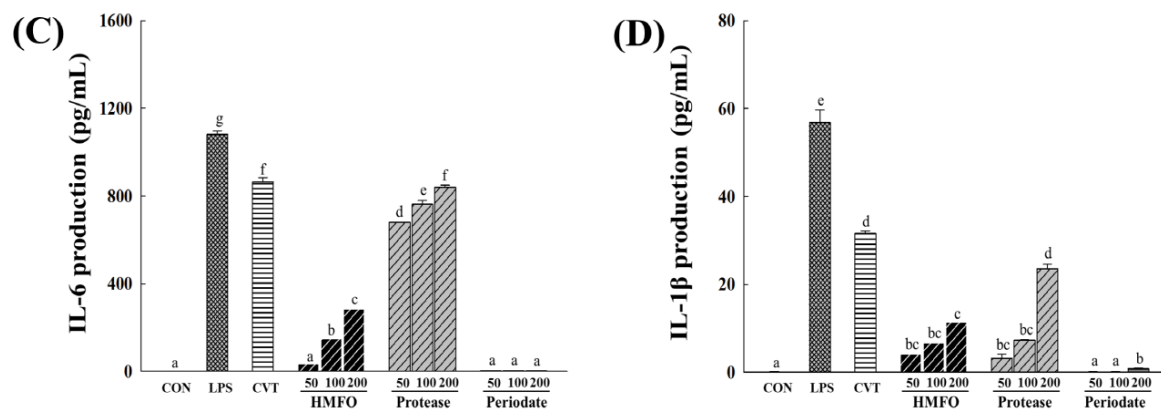 (C)
IL-6 production (pg/mL)
1600
1200
800
400
0
a
g
f
a
b
c
d
e
f
a a a
CON LPS CVT 50 100 200 50 100 200 50 100 200
HMFO Protease Periodate
(D)
IL-1β production (pg/mL)
80
60
40
20
0
a
e
d
bc
bc
c
bc
bc
d
a
a
b
CON LPS CVT 50 100 200 50 100 200 50 100 200
HMFO Protease Periodate